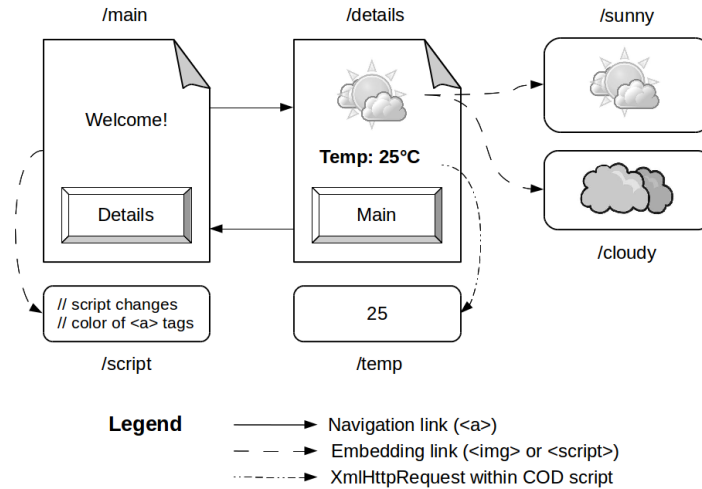 /main
/details
/sunny
Welcome!
Temp: 25°C
Details
Main
/cloudy
// script changes
// color of <a> tags
25
/script
/temp
Legend
Navigation link (<a>)
Embedding link (<img> or <script>)
XmlHttpRequest within COD script